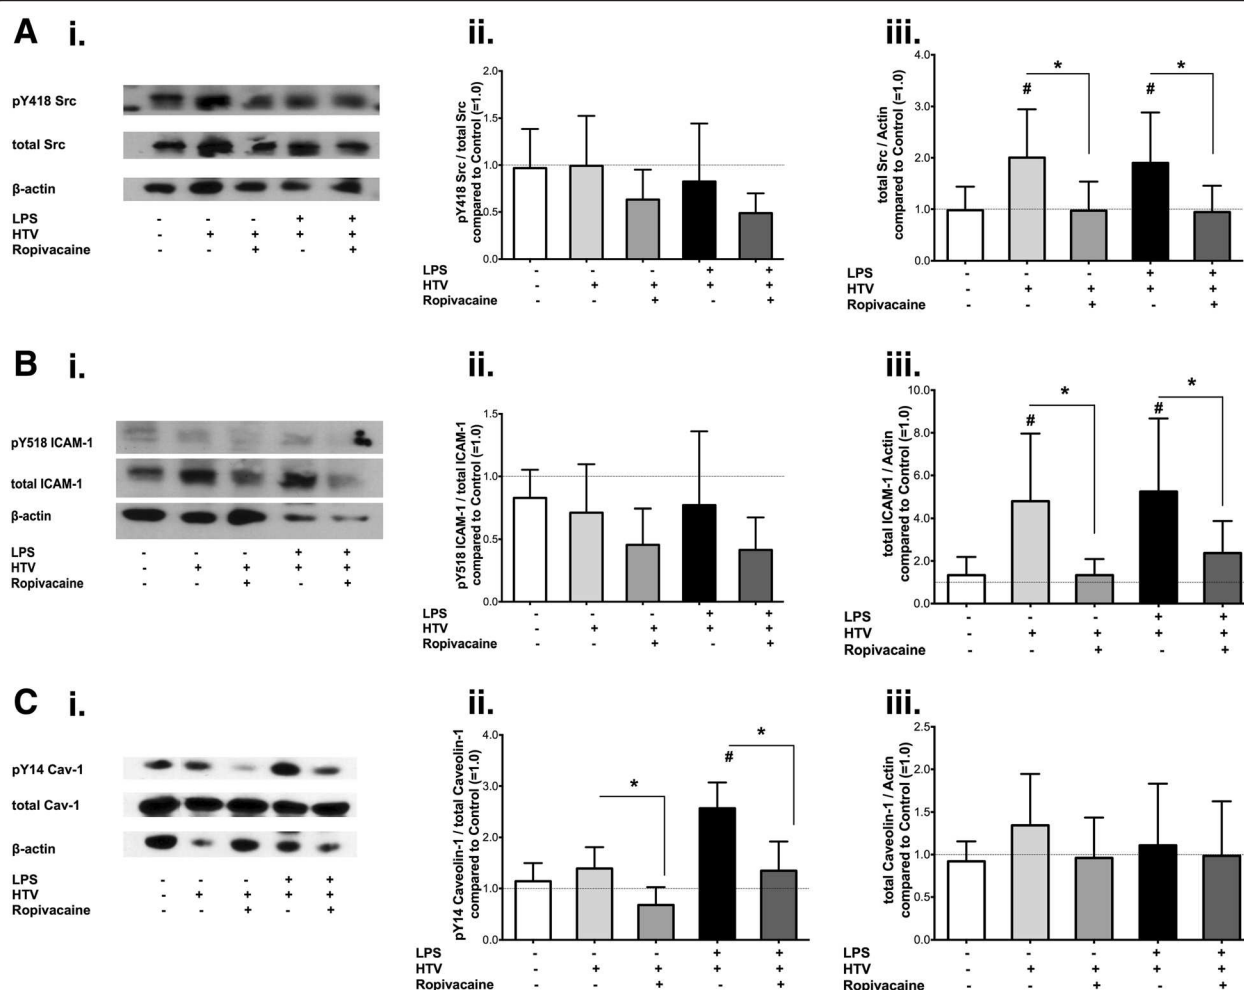 A i. ii. iii.
pY418 Src
total Src
β-actin
LPS - - - + +
HTV - + + + +
Ropivacaine - - + - +
pY418 Src / total Src
compared to Control (=1.0)
2.0
1.5
1.0
0.5
0.0
LPS - - - + +
HTV - + + + +
Ropivacaine - - + - +
total Src / Actin
compared to Control (=1.0)
4.0
3.0
2.0
1.0
0.0
# * # *
LPS - - - + +
HTV - + + + +
Ropivacaine - - + - +
B i. ii. iii.
pY518 ICAM-1
total ICAM-1
β-actin
LPS - - - + +
HTV - + + + +
Ropivacaine - - + - +
pY518 ICAM-1 / total ICAM-1
compared to Control (=1.0)
1.5
1.0
0.5
0.0
LPS - - - + +
HTV - + + + +
Ropivacaine - - + - +
total ICAM-1 / Actin
compared to Control (=1.0)
10.0
8.0
6.0
4.0
2.0
0.0
# * # *
LPS - - - + +
HTV - + + + +
Ropivacaine - - + - +
C i. ii. iii.
pY14 Cav-1
total Cav-1
β-actin
LPS - - - + +
HTV - + + + +
Ropivacaine - - + - +
pY14 Caveolin-1 / total Caveolin-1
compared to Control (=1.0)
4.0
3.0
2.0
1.0
0.0
* # *
LPS - - - + +
HTV - + + + +
Ropivacaine - - + - +
total Caveolin-1 / Actin
compared to Control (=1.0)
2.5
2.0
1.5
1.0
0.5
0.0
LPS - - - + +
HTV - + + + +
Ropivacaine - - + - +